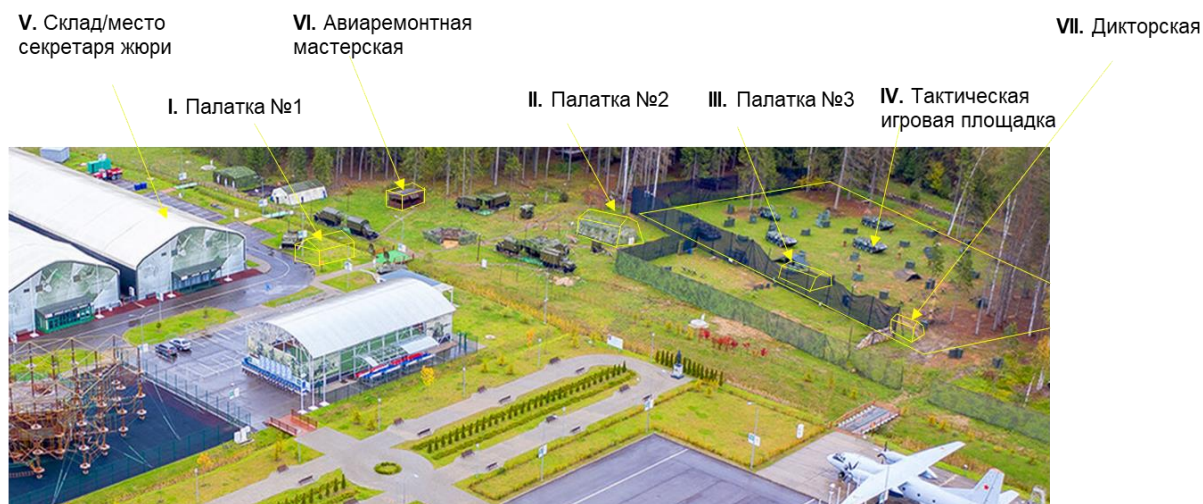 V. Склад/место
секретаря жюри
VI. Авиаремонтная
мастерская
VII. Дикторская
I. Палатка №1
II. Палатка №2
III. Палатка №3
IV. Тактическая
игровая площадка